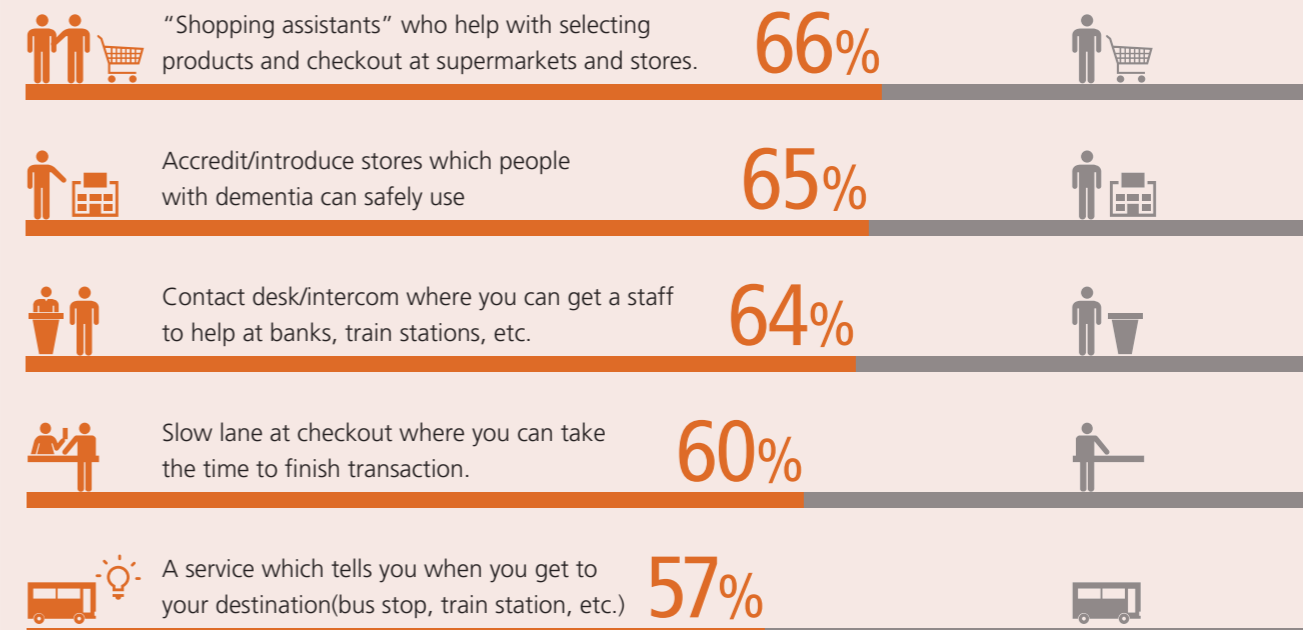 “Shopping assistants” who help with selecting
products and checkout at supermarkets and stores.
66%
Accredit/introduce stores which people
with dementia can safely use
65%
Contact desk/intercom where you can get a staff
to help at banks, train stations, etc.
64%
Slow lane at checkout where you can take
the time to finish transaction.
60%
A service which tells you when you get to
your destination(bus stop, train station, etc.)
57%